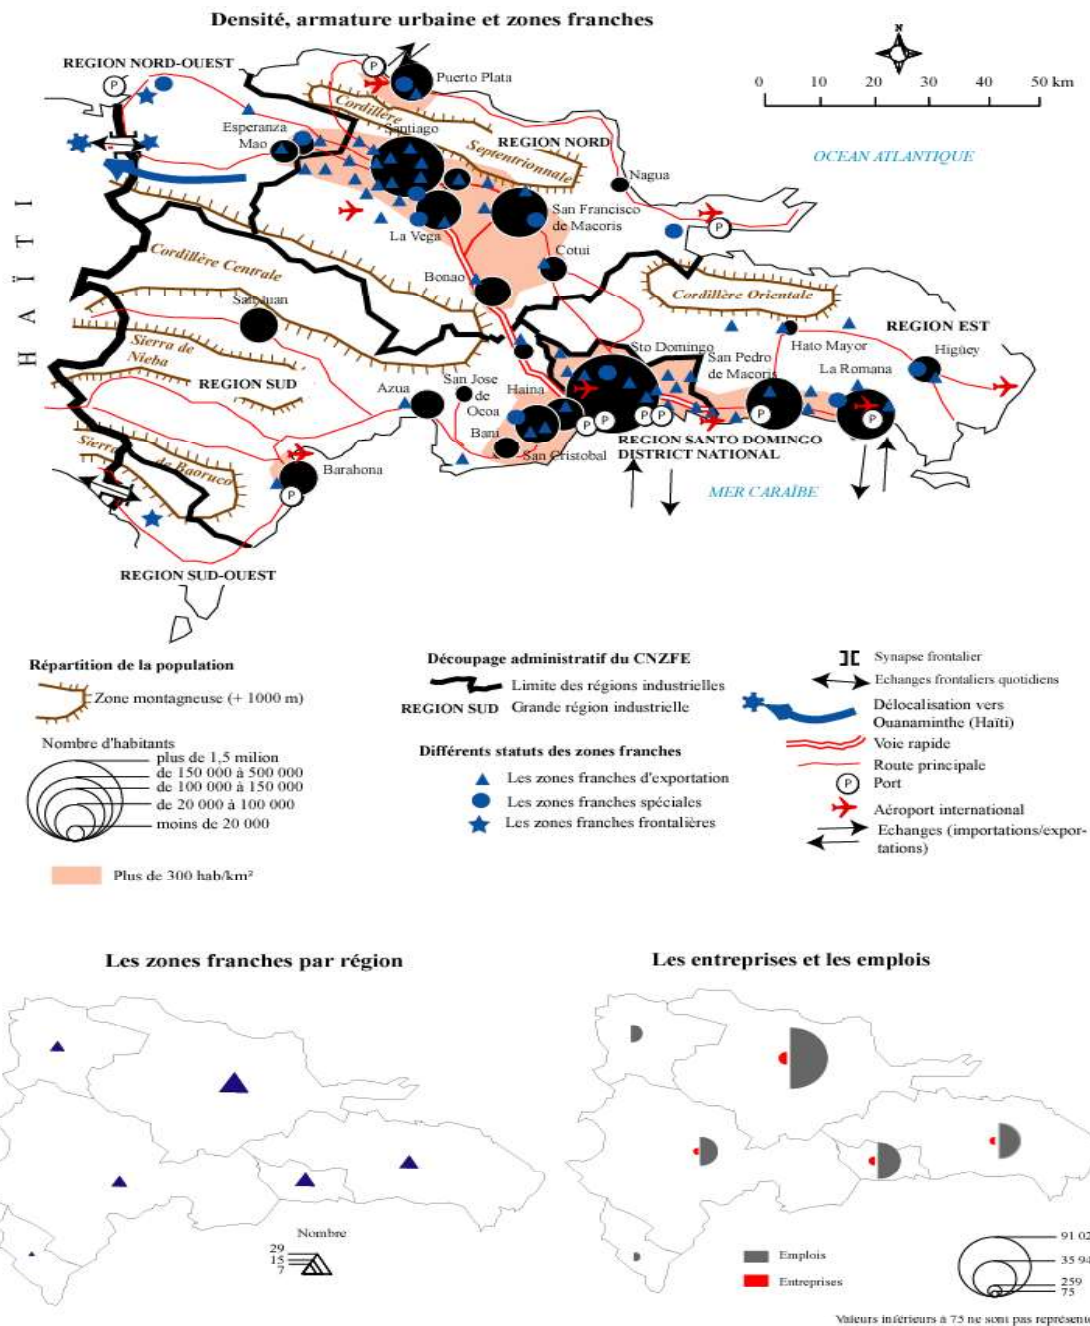 Densité, armature urbaine et zones franches
REGION NORD-OUEST
P
P
Puerto Plata
N
0 10 20 30 40 50 km
Cordillère
Septentrionale
Esperanza
Mao
Santiago
REGION NORD
OCEAN ATLANTIQUE
Nagua
HAÏTI
San Francisco
de Macoris
P
La Vega
Cotui
Cordillère Centrale
Bonao
Cordillère Orientale
San Juan
REGION EST
Sierra de
Nieba
Sto Domingo
Hato Mayor
Higüey
San Pedro
de Macoris
La Romana
REGION SUD
Azua
San Jose
de
Ocoa
Haina
P
P
P
P
P
P
Bani
San Cristobal
REGION SANTO DOMINGO
DISTRICT NATIONAL
Sierra
de Baoruco
Barahona
P
MER CARAÏBE
REGION SUD-OUEST
Répartition de la population
Zone montagneuse (+ 1000 m)
Nombre d'habitants
plus de 1,5 milion
de 150 000 à 500 000
de 100 000 à 150 000
de 20 000 à 100 000
moins de 20 000
Plus de 300 hab/km²
Découpage administratif du CNZFE
Limite des régions industrielles
REGION SUD Grande région industrielle
Différents statuts des zones franches
Les zones franches d'exportation
Les zones franches spéciales
Les zones franches frontalières
Synapse frontalier
Echanges frontaliers quotidiens
Délocalisation vers
Ouanaminthe (Haïti)
Voie rapide
Route principale
P Port
Aéroport international
Echanges (importations/expor-
tations)
Les zones franches par région
Nombre
29
15
7
Les entreprises et les emplois
Emplois
Entreprises
91 02
35 94
259
75
Valeurs inférieurs à 75 ne sont pas représen